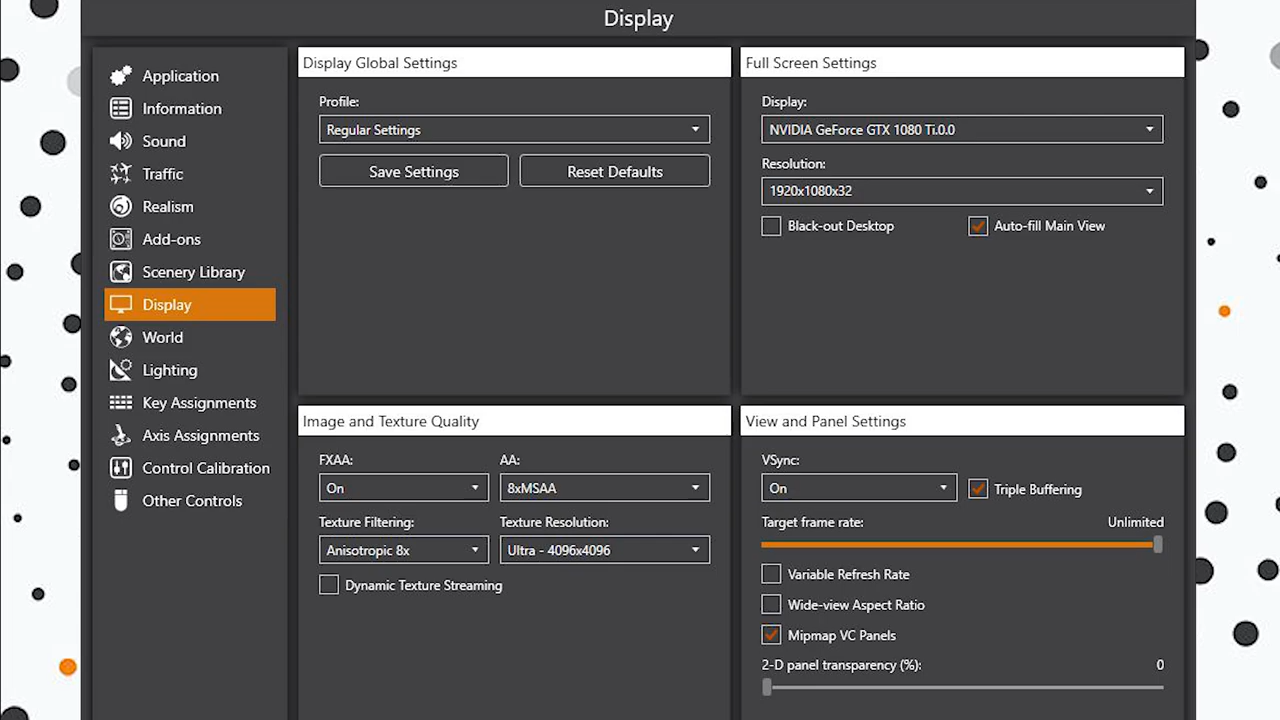 Display
Application
Information
Sound
Traffic
Realism
Add-ons
Scenery Library
Display
World
Lighting
Key Assignments
Axis Assignments
Control Calibration
Other Controls
Display Global Settings
Profile:
Regular Settings
Save Settings Reset Defaults
Full Screen Settings
Display:
NVIDIA GeForce GTX 1080 Ti.0.0
Resolution:
1920x1080x32
Black-out Desktop Auto-fill Main View
Image and Texture Quality
FXAA: AA:
On 8xMSAA
Texture Filtering: Texture Resolution:
Anisotropic 8x Ultra - 4096x4096
Dynamic Texture Streaming
View and Panel Settings
VSync:
On Triple Buffering
Target frame rate: Unlimited
Variable Refresh Rate
Wide-view Aspect Ratio
Mipmap VC Panels
2-D panel transparency (%): 0